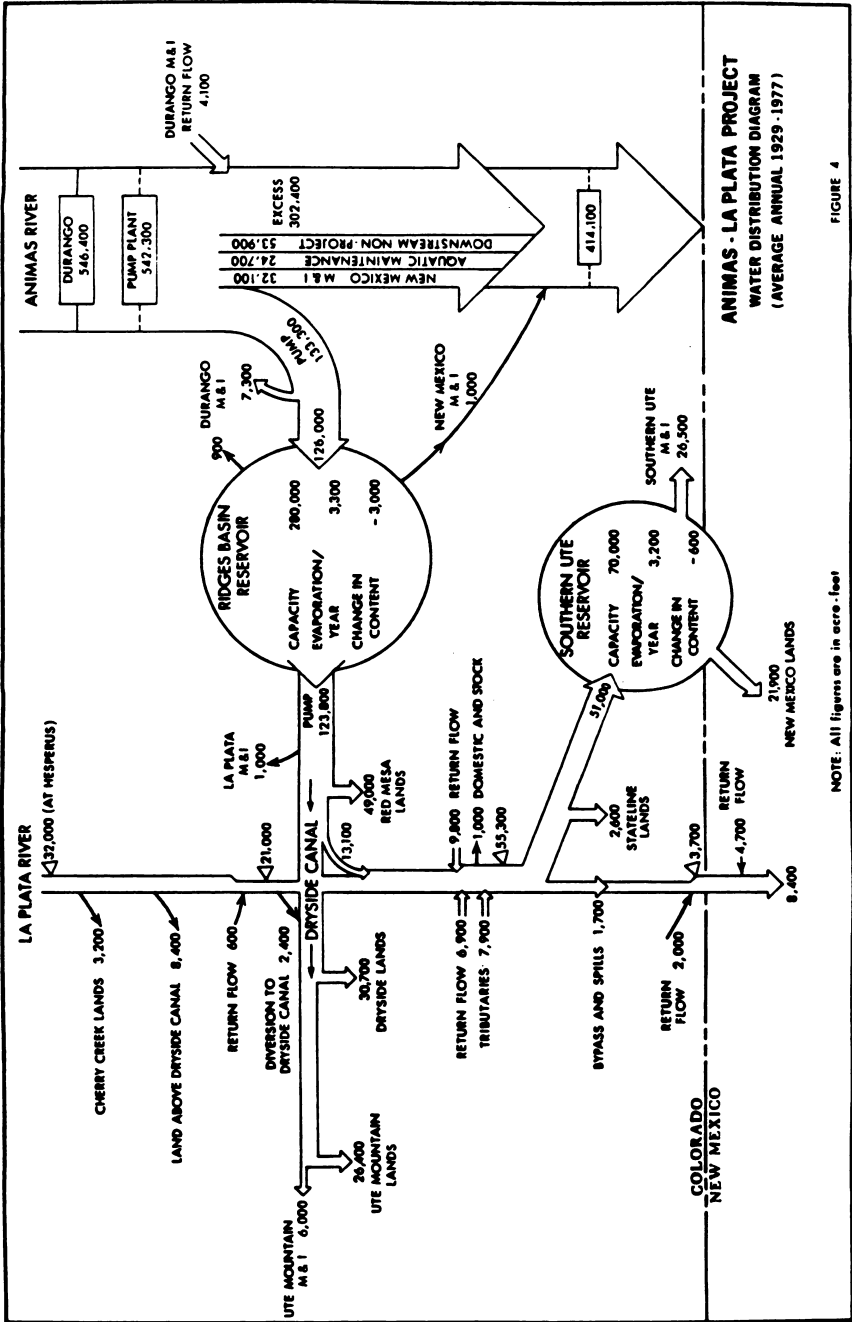 LA PLATA RIVER
32,000 (AT HESPERUS)
CHERRY CREEK LANDS 3,200
LAND ABOVE DRYSIDE CANAL 8,400
RETURN FLOW 600
21,000
DIVERSION TO
DRYSIDE CANAL 2,400
DRYSIDE CANAL
UTE MOUNTAIN
M & I 6,000
26,400
UTE MOUNTAIN
LANDS
30,700
DRYSIDE LANDS
LA PLATA
M & I
1,000
PUMP
123,800
49,000
RED MESA
LANDS
13,100
9,800 RETURN FLOW
1,000 DOMESTIC AND STOCK
55,300
RETURN FLOW 6,900
TRIBUTARIES 7,900
2,600
STATELINE
LANDS
BYPASS AND SPILLS 1,700
3,700
RETURN
FLOW 2,000
RETURN
FLOW
4,700
8,400
COLORADO
NEW MEXICO
ANIMAS RIVER
DURANGO
546,400
PUMP PLANT
542,300
DURANGO M&I
RETURN FLOW
4,100
EXCESS
302,400
DOWNSTREAM NON-PROJECT 53,900
AQUATIC MAINTENANCE 24,700
NEW MEXICO M & I 32,100
PUMP
133,300
DURANGO
M & I
7,300
900
126,000
RIDGES BASIN
RESERVOIR
CAPACITY 280,000
EVAPORATION/
YEAR 3,300
CHANGE IN
CONTENT -3,000
NEW MEXICO
M & I
1,000
414,100
51,000
SOUTHERN UTE
RESERVOIR
CAPACITY 70,000
EVAPORATION/
YEAR 3,200
CHANGE IN
CONTENT -600
SOUTHERN UTE
M & I
26,500
21,900
NEW MEXICO LANDS
ANIMAS - LA PLATA PROJECT
WATER DISTRIBUTION DIAGRAM
(AVERAGE ANNUAL 1929-1977)
NOTE: All figures are in acre-feet
FIGURE 4